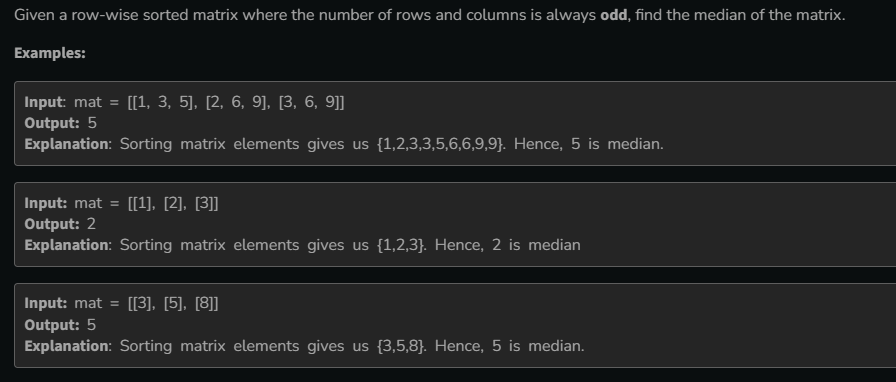 Given a row-wise sorted matrix where the number of rows and columns is always odd, find the median of the matrix.
Examples:
Input: mat = [[1, 3, 5], [2, 6, 9], [3, 6, 9]]
Output: 5
Explanation: Sorting matrix elements gives us {1,2,3,3,5,6,6,9,9}. Hence, 5 is median.
Input: mat = [[1], [2], [3]]
Output: 2
Explanation: Sorting matrix elements gives us {1,2,3}. Hence, 2 is median
Input: mat = [[3], [5], [8]]
Output: 5
Explanation: Sorting matrix elements gives us {3,5,8}. Hence, 5 is median.